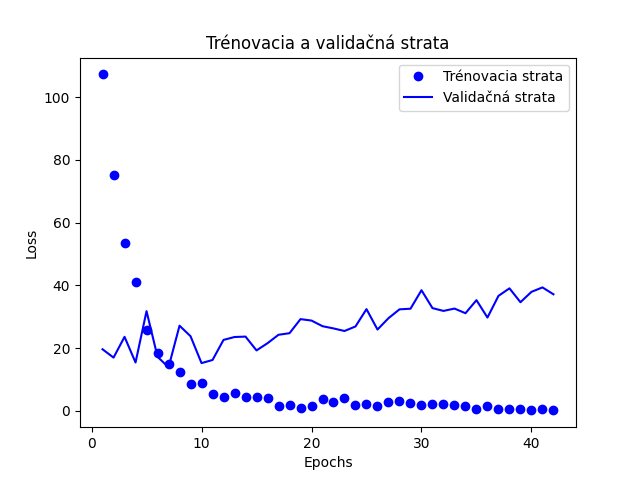 Trénovacia a validačná strata
Trénovacia strata
Validačná strata
Loss
100
80
60
40
20
0
0 10 20 30 40
Epochs